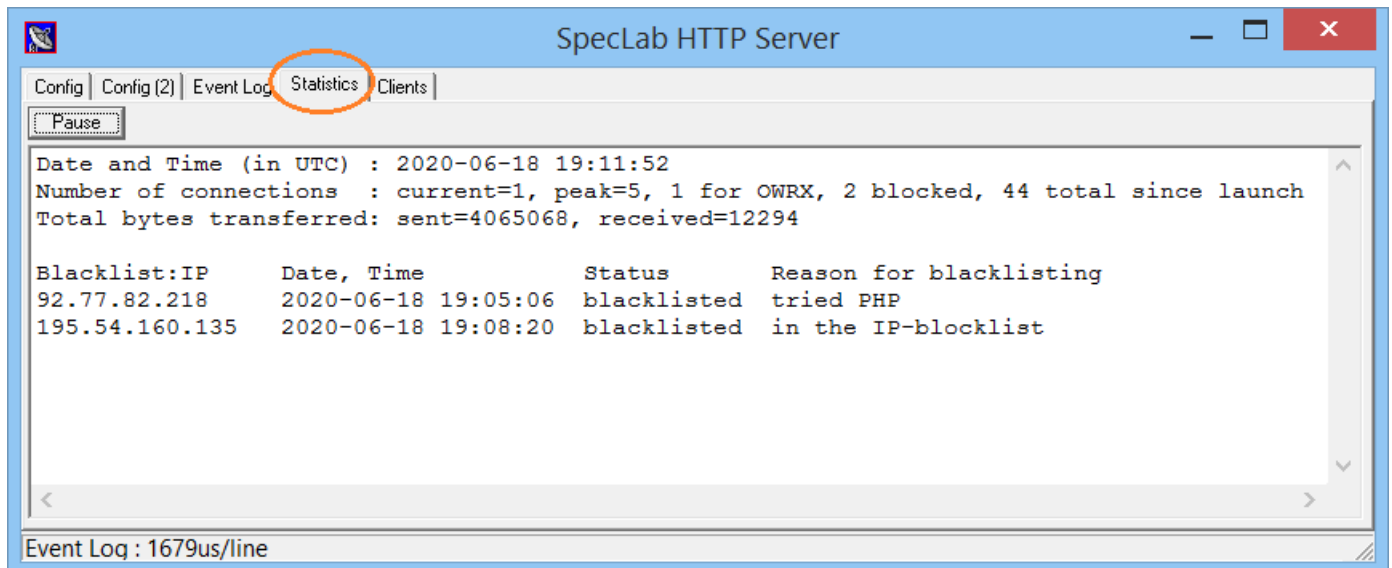 SpecLab HTTP Server
Config Config (2) Event Log Statistics Clients
Pause
Date and Time (in UTC) : 2020-06-18 19:11:52
Number of connections  : current=1, peak=5, 1 for OWRX, 2 blocked, 44 total since launch
Total bytes transferred: sent=4065068, received=12294
Blacklist:IP Date, Time Status Reason for blacklisting
92.77.82.218 2020-06-18 19:05:06 blacklisted tried PHP
195.54.160.135 2020-06-18 19:08:20 blacklisted in the IP-blocklist
Event Log : 1679us/line